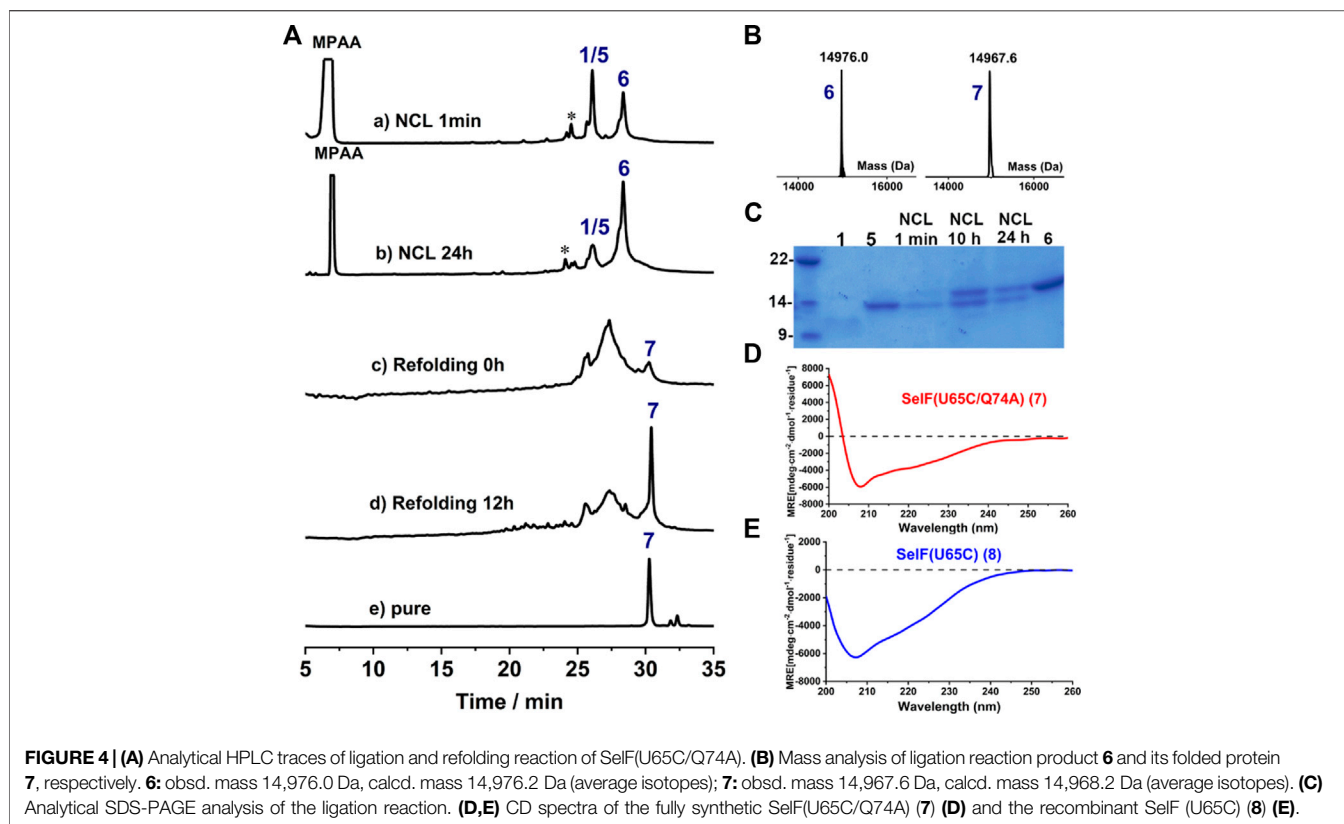 A
MPAA
1/5
6
*
a) NCL 1min
MPAA
6
1/5
*
b) NCL 24h
7
c) Refolding 0h
7
d) Refolding 12h
7
e) pure
5 10 15 20 25 30 35
Time / min
B
14976.0 14967.6
6 7
Mass (Da) Mass (Da)
14000 16000 14000 16000
C
NCL NCL NCL
1 5 1 min 10 h 24 h 6
22-
14-
9-
D
8000
6000
4000
2000
0
-2000
-4000
-6000
-8000
MRE[mdeg·cm⁻²·dmol⁻¹·residue⁻¹]
SelF(U65C/Q74A) (7)
200 210 220 230 240 250 260
Wavelength (nm)
E
2000
0
-2000
-4000
-6000
-8000
MRE[mdeg·cm⁻²·dmol⁻¹·residue⁻¹]
SelF(U65C) (8)
200 210 220 230 240 250 260
Wavelength (nm)
FIGURE 4 | (A) Analytical HPLC traces of ligation and refolding reaction of SelF(U65C/Q74A). (B) Mass analysis of ligation reaction product 6 and its folded protein
7, respectively. 6: obsd. mass 14,976.0 Da, calcd. mass 14,976.2 Da (average isotopes); 7: obsd. mass 14,967.6 Da, calcd. mass 14,968.2 Da (average isotopes). (C)
Analytical SDS-PAGE analysis of the ligation reaction. (D,E) CD spectra of the fully synthetic SelF(U65C/Q74A) (7) (D) and the recombinant SelF (U65C) (8) (E).